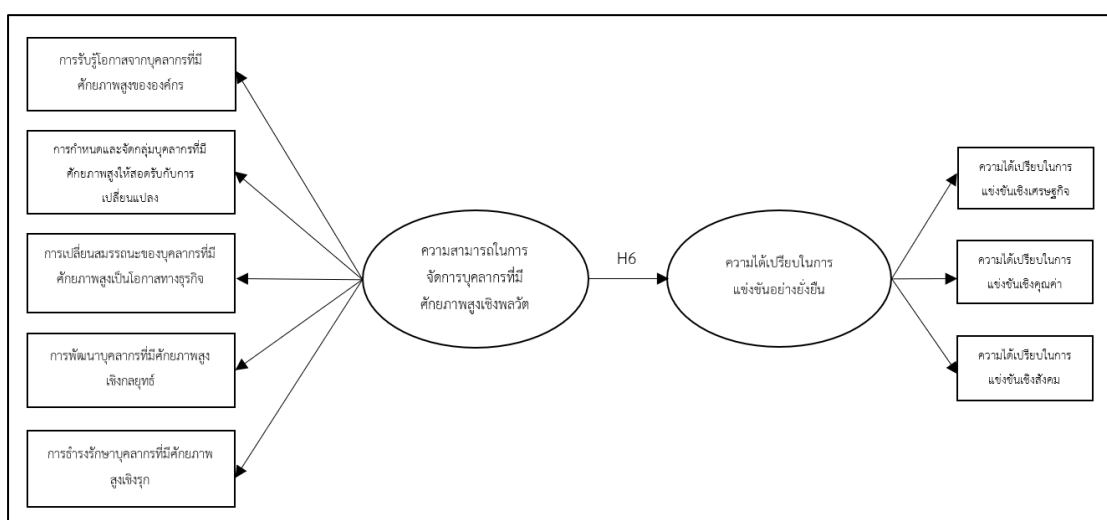 การรับรู้โอกาสจากบุคลากรที่มี
ศักยภาพสูงขององค์กร
การกำหนดและจัดกลุ่มบุคลากรที่มี
ศักยภาพสูงให้สอดรับกับการ
เปลี่ยนแปลง
การเปลี่ยนสมรรถนะของบุคลากรที่มี
ศักยภาพสูงเป็นโอกาสทางธุรกิจ
การพัฒนาบุคลากรที่มีศักยภาพสูง
เชิงกลยุทธ์
การธำรงรักษาบุคลากรที่มีศักยภาพ
สูงเชิงรุก
ความสามารถในการ
จัดการบุคลากรที่มี
ศักยภาพสูงเชิงพลวัต
H6
ความได้เปรียบในการ
แข่งขันอย่างยั่งยืน
ความได้เปรียบในการ
แข่งขันเชิงเศรษฐกิจ
ความได้เปรียบในการ
แข่งขันเชิงคุณค่า
ความได้เปรียบในการ
แข่งขันเชิงสังคม